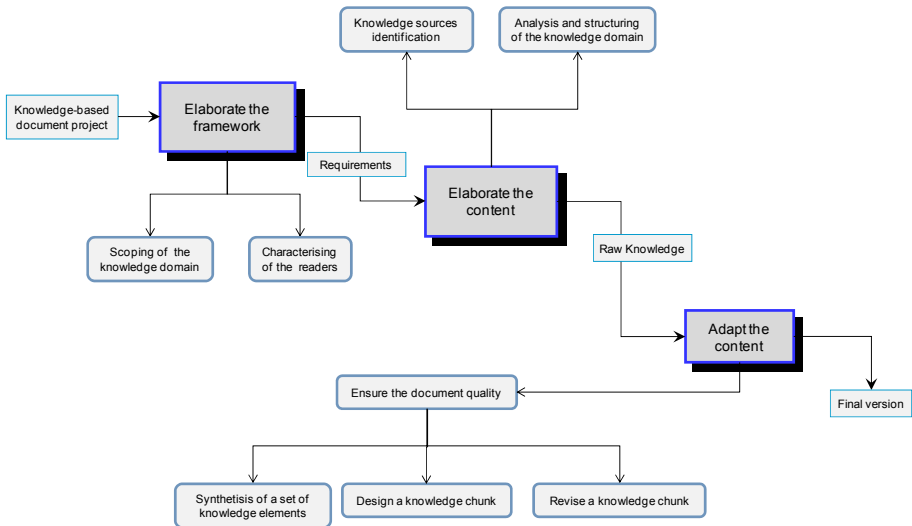 Knowledge sources
identification
Analysis and structuring
of the knowledge domain
Knowledge-based
document project
Elaborate the
framework
Requirements
Elaborate the
content
Scoping of the
knowledge domain
Characterising
of the readers
Raw Knowledge
Adapt the
content
Ensure the document quality
Final version
Synthetisis of a set of
knowledge elements
Design a knowledge chunk
Revise a knowledge chunk